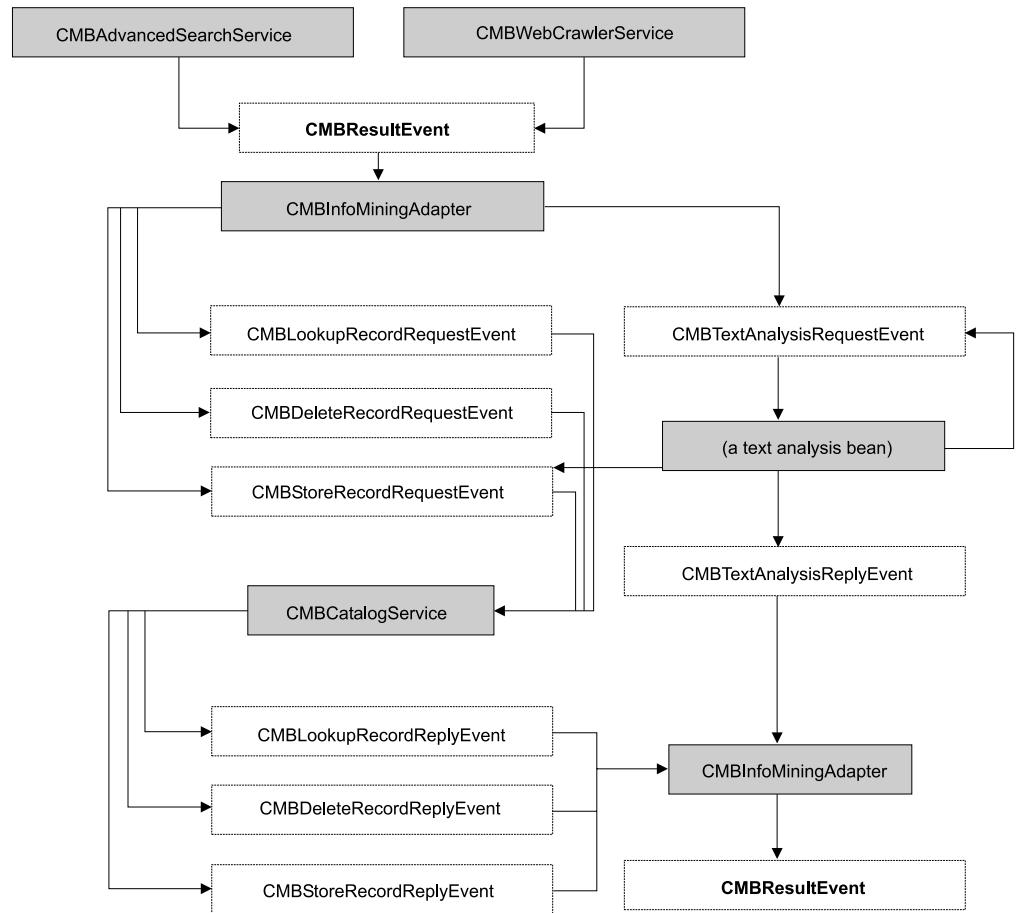 CMBAdvancedSearchService
CMBWebCrawlerService
CMBResultEvent
CMBInfoMiningAdapter
CMBLookupRecordRequestEvent
CMBTextAnalysisRequestEvent
CMBDeleteRecordRequestEvent
(a text analysis bean)
CMBStoreRecordRequestEvent
CMBTextAnalysisReplyEvent
CMBCatalogService
CMBLookupRecordReplyEvent
CMBInfoMiningAdapter
CMBDeleteRecordReplyEvent
CMBStoreRecordReplyEvent
CMBResultEvent